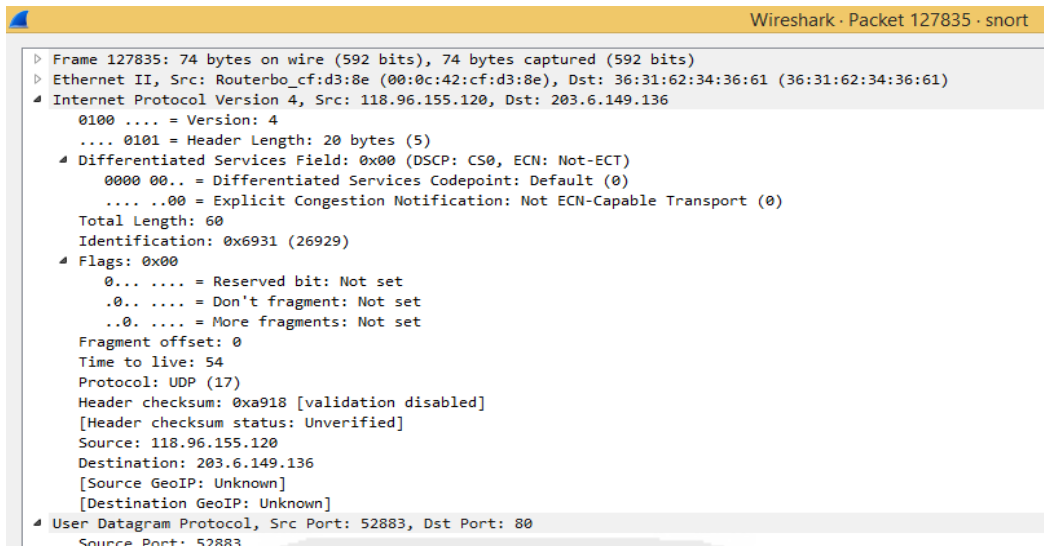 Wireshark · Packet 127835 · snort
Frame 127835: 74 bytes on wire (592 bits), 74 bytes captured (592 bits)
Ethernet II, Src: Routerbo_cf:d3:8e (00:0c:42:cf:d3:8e), Dst: 36:31:62:34:36:61 (36:31:62:34:36:61)
Internet Protocol Version 4, Src: 118.96.155.120, Dst: 203.6.149.136
0100 .... = Version: 4
.... 0101 = Header Length: 20 bytes (5)
Differentiated Services Field: 0x00 (DSCP: CS0, ECN: Not-ECT)
0000 00.. = Differentiated Services Codepoint: Default (0)
.... ..00 = Explicit Congestion Notification: Not ECN-Capable Transport (0)
Total Length: 60
Identification: 0x6931 (26929)
Flags: 0x00
0... .... = Reserved bit: Not set
.0.. .... = Don't fragment: Not set
..0. .... = More fragments: Not set
Fragment offset: 0
Time to live: 54
Protocol: UDP (17)
Header checksum: 0xa918 [validation disabled]
[Header checksum status: Unverified]
Source: 118.96.155.120
Destination: 203.6.149.136
[Source GeoIP: Unknown]
[Destination GeoIP: Unknown]
User Datagram Protocol, Src Port: 52883, Dst Port: 80
Source Port: 52883